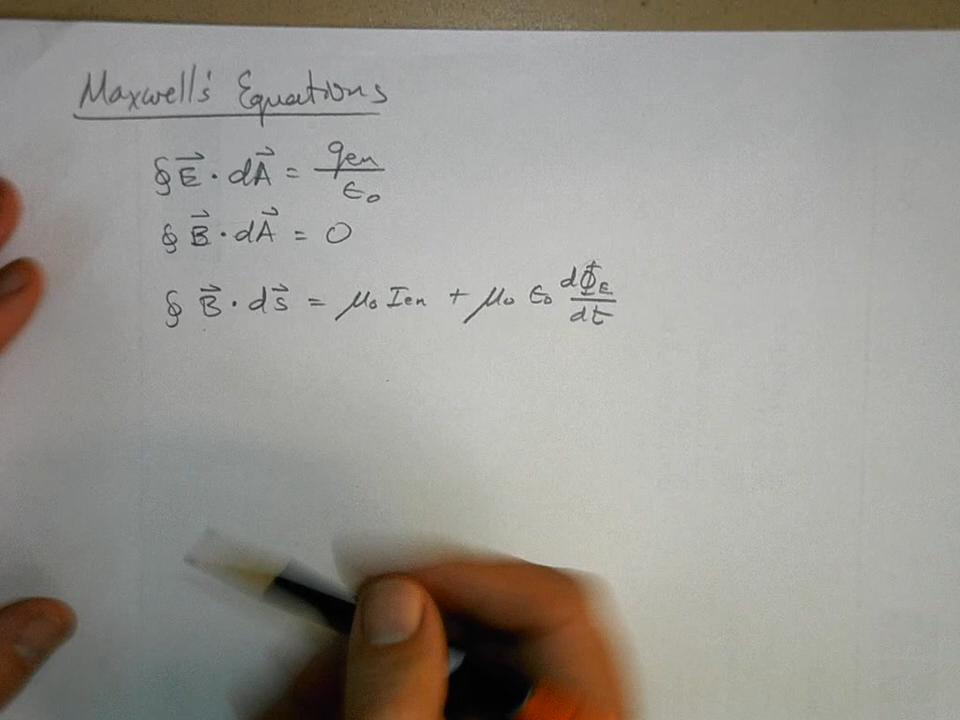 Maxwell's Equations
∮ E⃗ · dA⃗ = qen/ϵ₀
∮ B⃗ · dA⃗ = 0
∮ B⃗ · ds⃗ = μ₀ Ien + μ₀ ϵ₀ dΦE/dt